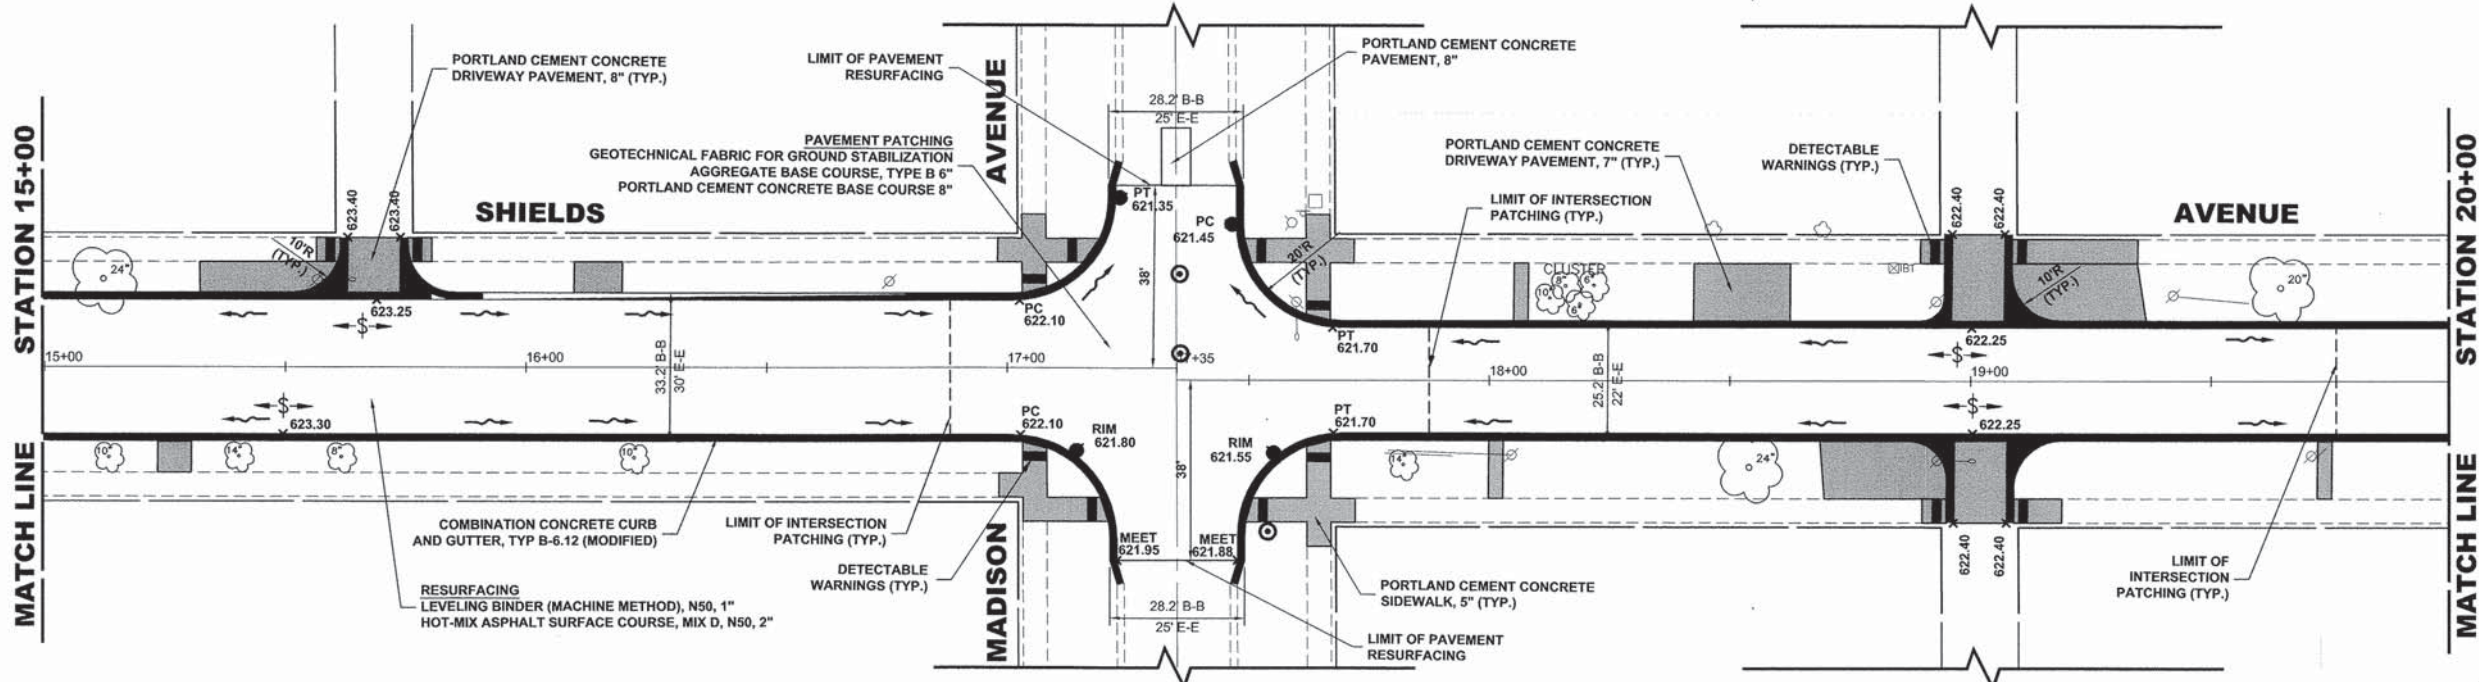 STATION 15+00
MATCH LINE
PORTLAND CEMENT CONCRETE
DRIVEWAY PAVEMENT, 8" (TYP.)
623.40
623.40
SHIELDS
10'R
(TYP.)
24"
623.25
$
PAVEMENT PATCHING
GEOTECHNICAL FABRIC FOR GROUND STABILIZATION
AGGREGATE BASE COURSE, TYPE B 6"
PORTLAND CEMENT CONCRETE BASE COURSE 8"
LIMIT OF PAVEMENT
RESURFACING
AVENUE
28.2' B-B
25' E-E
PORTLAND CEMENT CONCRETE
PAVEMENT, 8"
PT
621.35
PC
621.45
38'
20'R
(TYP.)
PC
622.10
PT
621.70
PORTLAND CEMENT CONCRETE
DRIVEWAY PAVEMENT, 7" (TYP.)
LIMIT OF INTERSECTION
PATCHING (TYP.)
DETECTABLE
WARNINGS (TYP.)
CLUSTER
8"
6"
10"
6"
622.40
622.40
AVENUE
10'R
(TYP.)
20"
622.25
$
STATION 20+00
MATCH LINE
15+00
16+00
17+00
17+35
18+00
19+00
33.2' B-B
30' E-E
25.2' B-B
22' E-E
$
623.30
PC
622.10
RIM
621.80
RIM
621.55
PT
621.70
38'
$
622.25
10"
14"
8"
10"
14"
24"
COMBINATION CONCRETE CURB
AND GUTTER, TYP B-6.12 (MODIFIED)
LIMIT OF INTERSECTION
PATCHING (TYP.)
DETECTABLE
WARNINGS (TYP.)
RESURFACING
LEVELING BINDER (MACHINE METHOD), N50, 1"
HOT-MIX ASPHALT SURFACE COURSE, MIX D, N50, 2"
MADISON
MEET
621.95
MEET
621.88
28.2' B-B
25' E-E
PORTLAND CEMENT CONCRETE
SIDEWALK, 5" (TYP.)
LIMIT OF PAVEMENT
RESURFACING
622.40
622.40
LIMIT OF
INTERSECTION
PATCHING (TYP.)